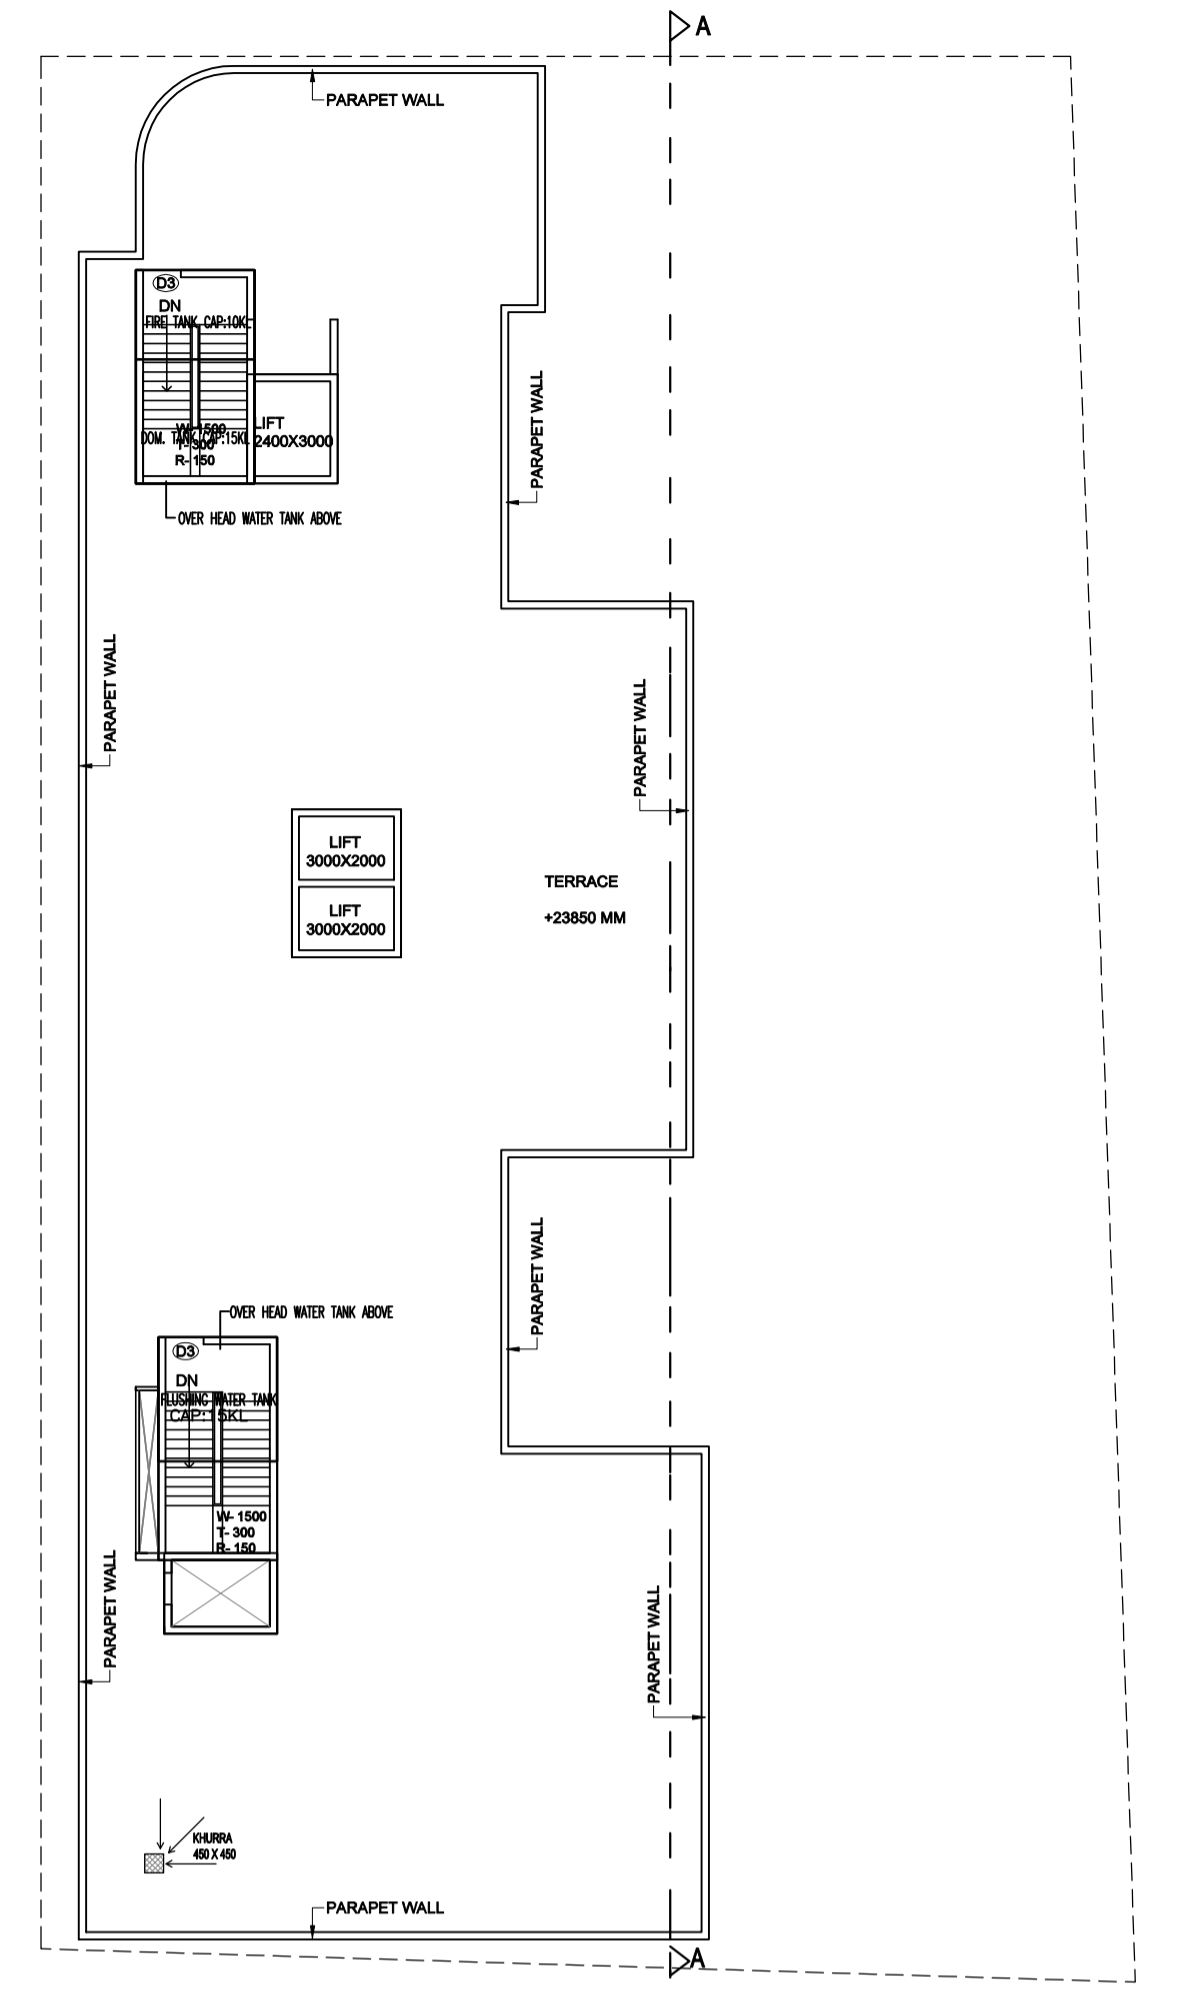 A
PARAPET WALL
D3
DN
FIRE TANK CAP:10KL
W- 1500
DOM. TANK CAP:15KL
T- 300
R- 150
LIFT
2400X3000
OVER HEAD WATER TANK ABOVE
PARAPET WALL
PARAPET WALL
PARAPET WALL
LIFT
3000X2000
LIFT
3000X2000
TERRACE
+23850 MM
PARAPET WALL
OVER HEAD WATER TANK ABOVE
D3
DN
FLUSHING WATER TANK
CAP:15KL
W- 1500
T- 300
R- 150
PARAPET WALL
PARAPET WALL
KHURRA
450 X 450
PARAPET WALL
A